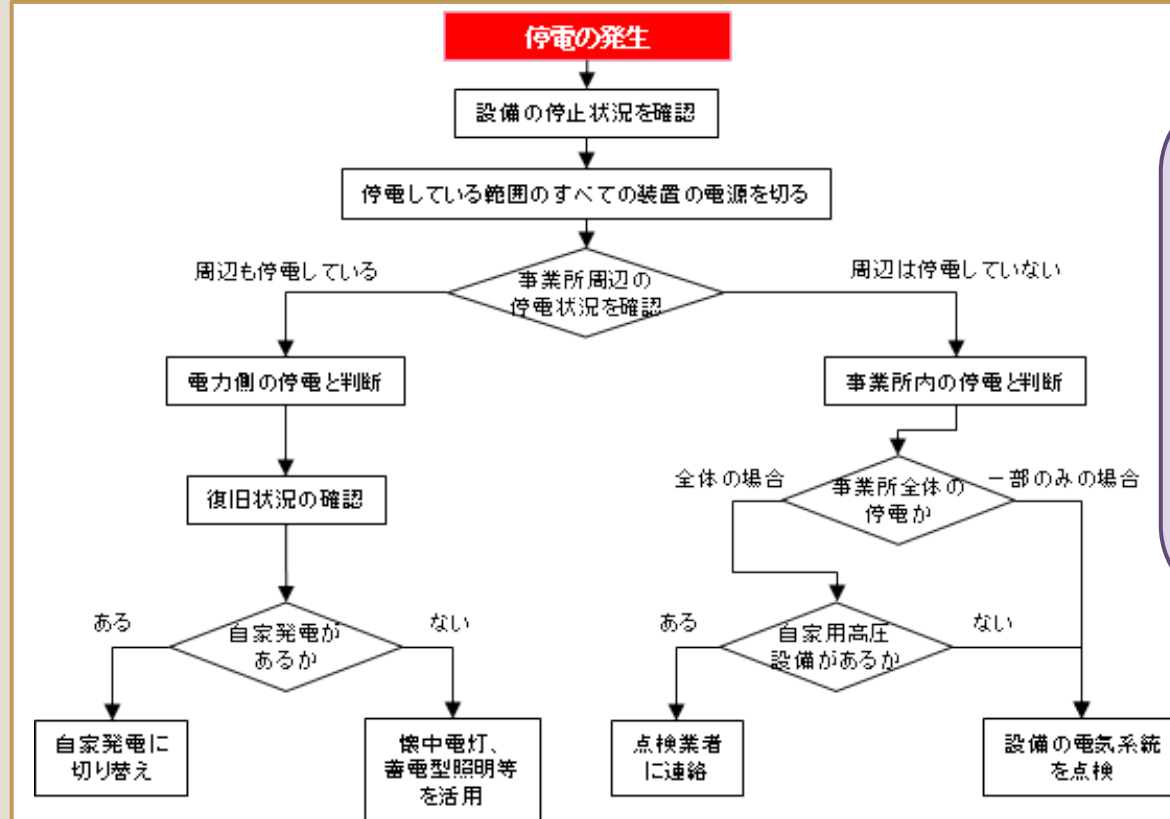 停電の発生
設備の停止状況を確認
停電している範囲のすべての装置の電源を切る
周辺も停電している
事業所周辺の
停電状況を確認
周辺は停電していない
電力側の停電と判断
事業所内の停電と判断
復旧状況の確認
全体の場合
事業所全体の
停電か
一部のみの場合
ある
自家発電が
あるか
ない
ある
自家用高圧
設備があるか
ない
自家発電に
切り替え
懐中電灯、
蓄電型照明等
を活用
点検業者
に連絡
設備の電気系統
を点検